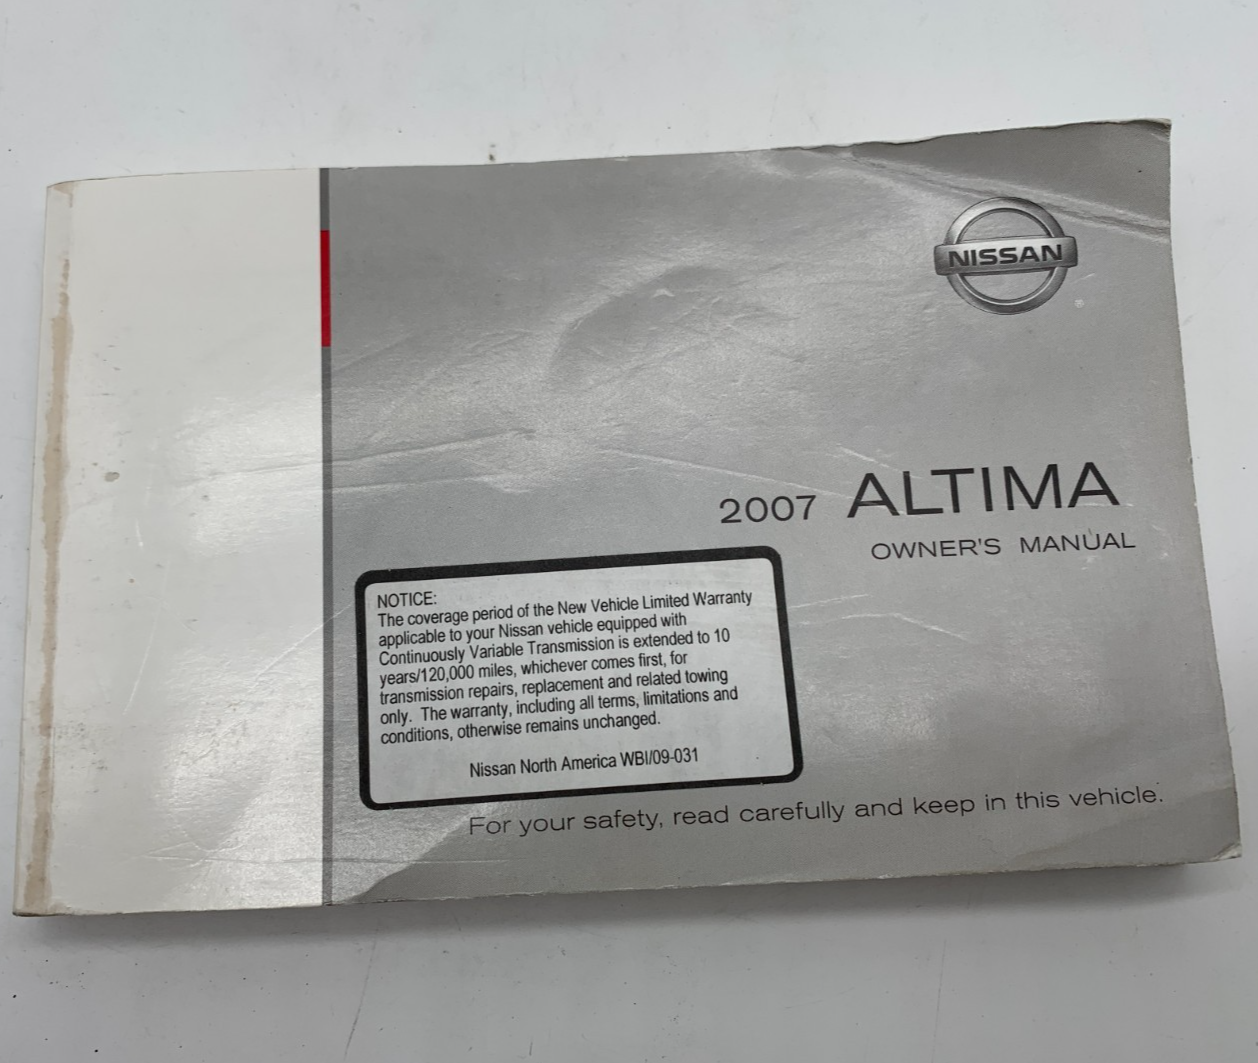 NISSAN
®
2007 ALTIMA
OWNER'S MANUAL
NOTICE:
The coverage period of the New Vehicle Limited Warranty
applicable to your Nissan vehicle equipped with
Continuously Variable Transmission is extended to 10
years/120,000 miles, whichever comes first, for
transmission repairs, replacement and related towing
only. The warranty, including all terms, limitations and
conditions, otherwise remains unchanged.
Nissan North America WBI/09-031
For your safety, read carefully and keep in this vehicle.